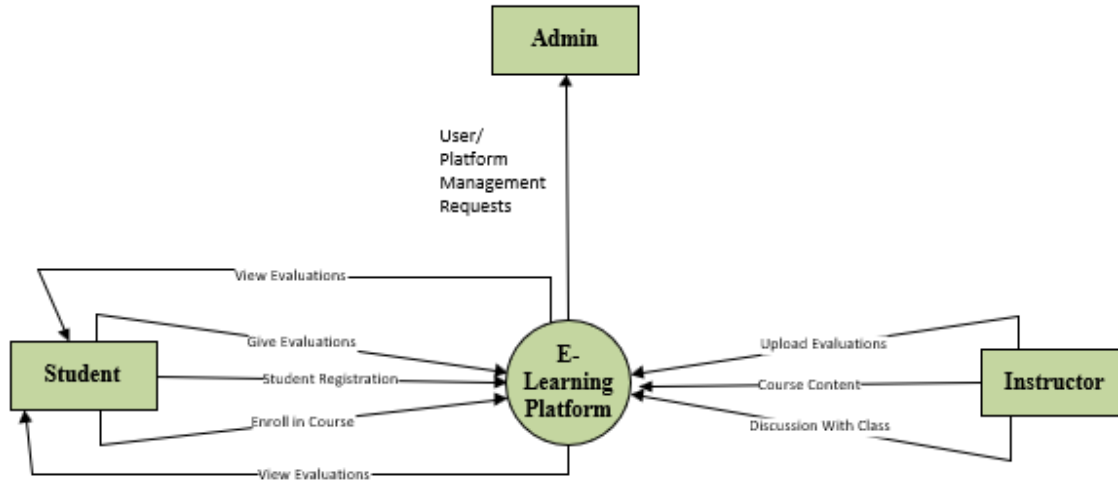 Admin
User/
Platform
Management
Requests
View Evaluations
Give Evaluations
Student
Student Registration
Enroll in Course
View Evaluations
E-
Learning
Platform
Upload Evaluations
Course Content
Instructor
Discussion With Class